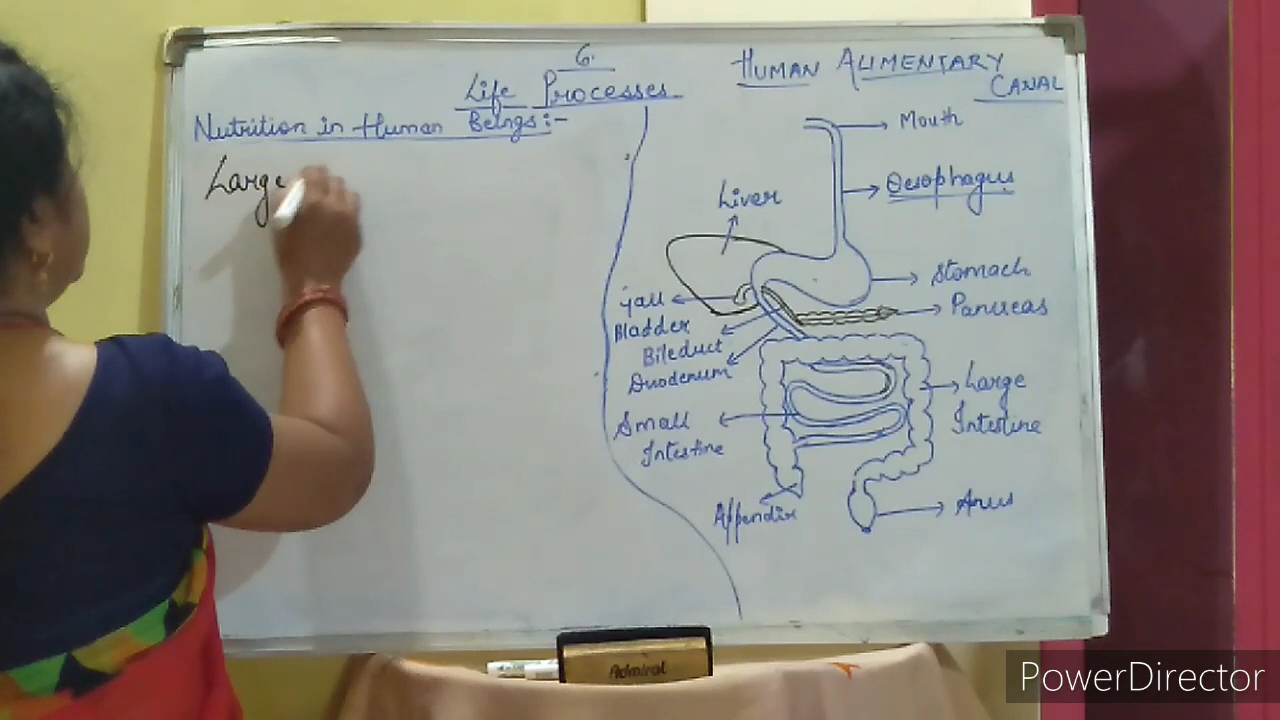 6.
Life Processes
Nutrition in Human Beings :-
Large
HUMAN ALIMENTARY
CANAL
Mouth
Oesophagus
Liver
Stomach
Pancreas
Gall
Bladder
Bileduct
Duodenum
Large
Intestine
Small
Intestine
Appendix
Anus
Admiral
PowerDirector